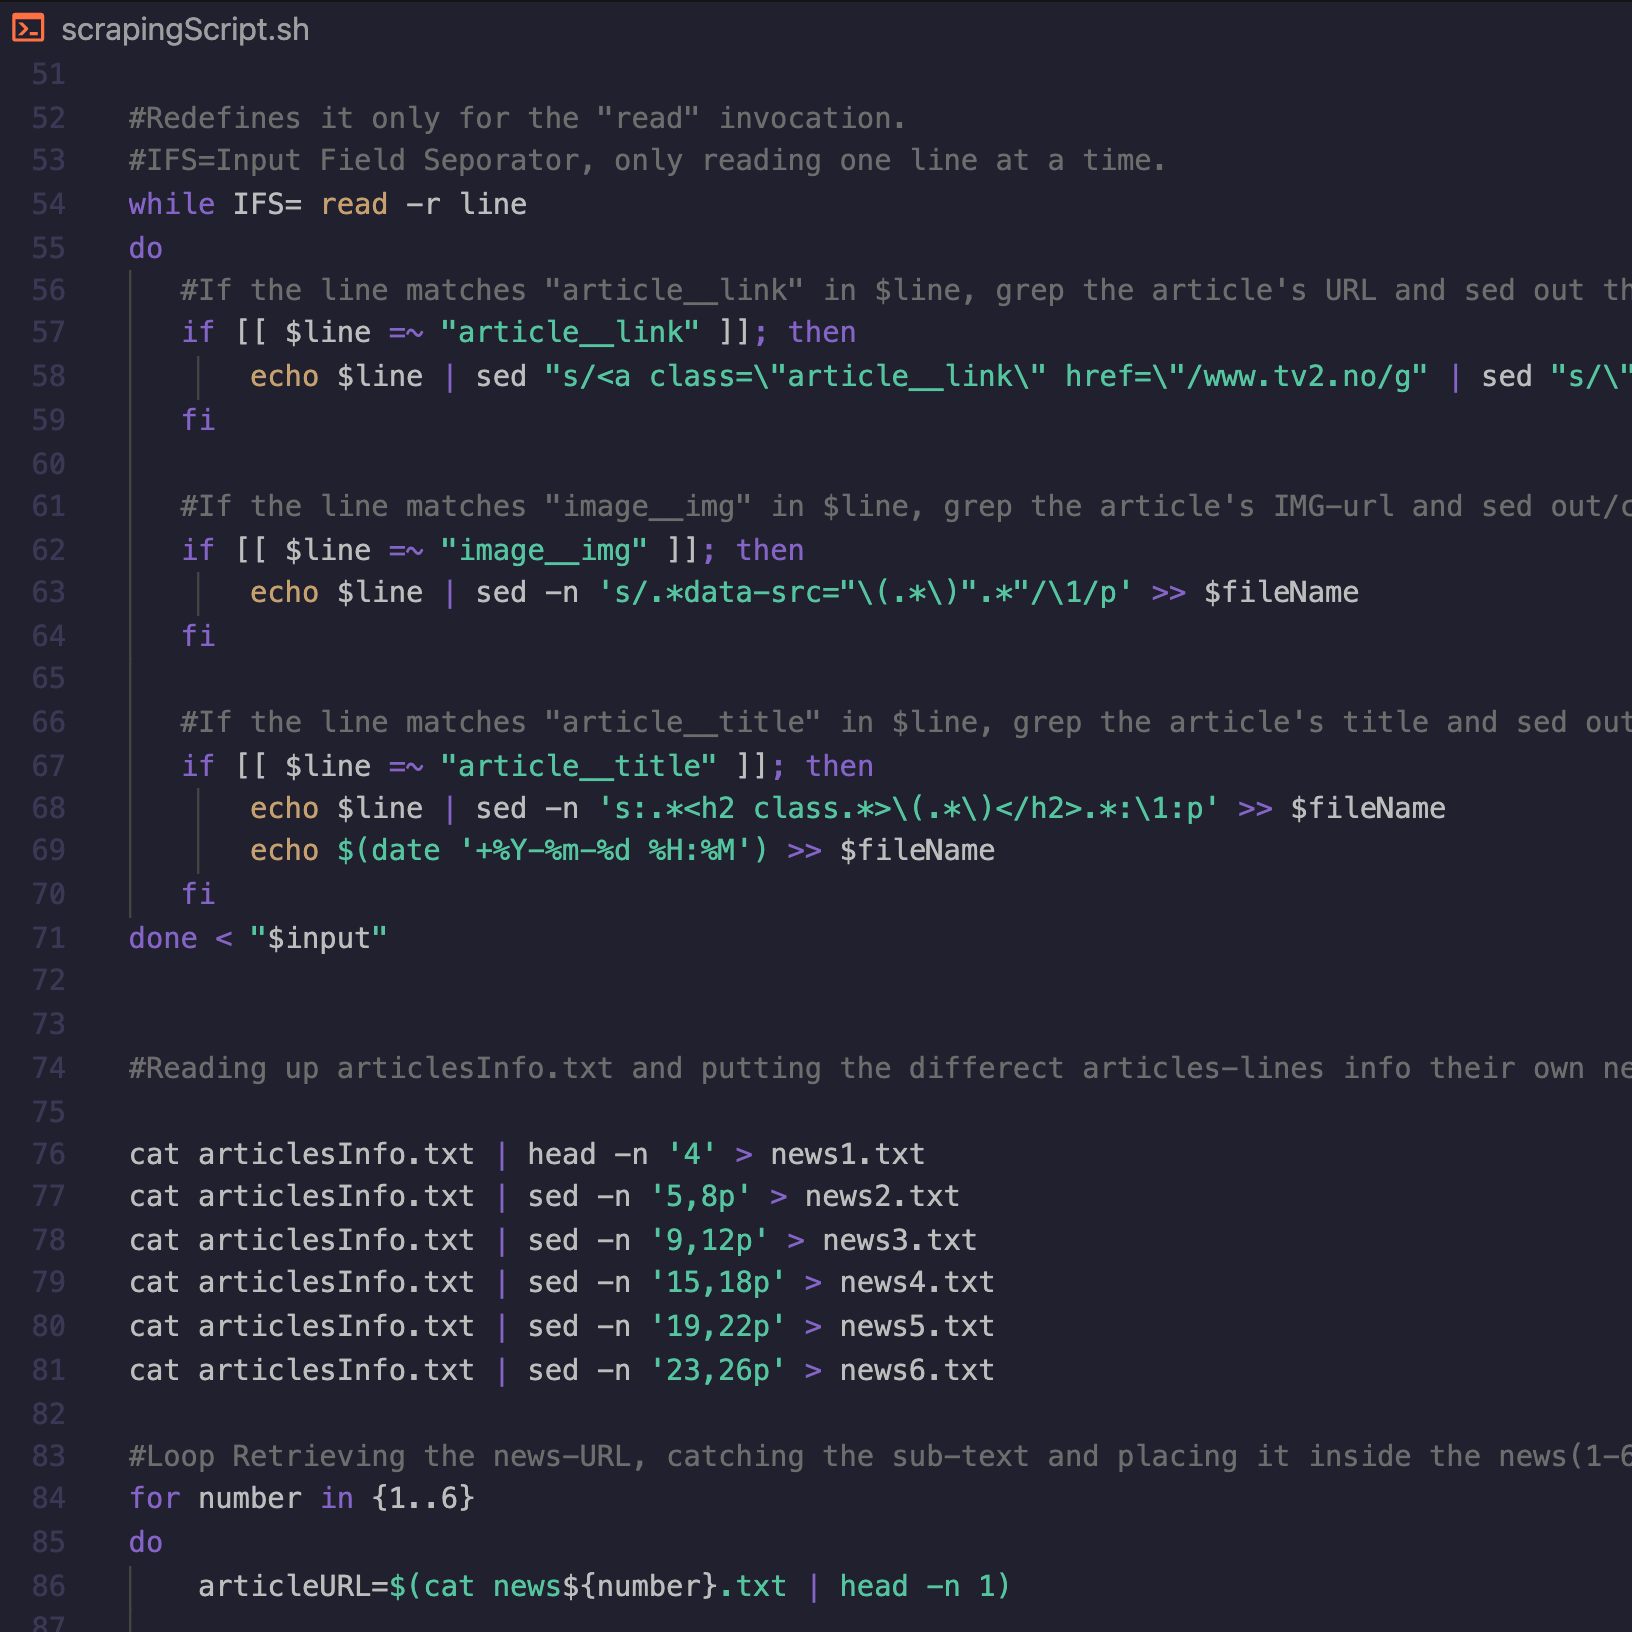 scrapingScript.sh
51
52 #Redefines it only for the "read" invocation.
53 #IFS=Input Field Seporator, only reading one line at a time.
54 while IFS= read -r line
55 do
56 #If the line matches "article__link" in $line, grep the article's URL and sed out th
57 if [[ $line =~ "article__link" ]]; then
58 echo $line | sed "s/<a class=\"article__link\" href=\"/www.tv2.no/g" | sed "s/\"
59 fi
60
61 #If the line matches "image__img" in $line, grep the article's IMG-url and sed out/c
62 if [[ $line =~ "image__img" ]]; then
63 echo $line | sed -n 's/.*data-src="\(.*\)".*"/\1/p' >> $fileName
64 fi
65
66 #If the line matches "article__title" in $line, grep the article's title and sed out
67 if [[ $line =~ "article__title" ]]; then
68 echo $line | sed -n 's:.*<h2 class.*>\(.*\)</h2>.*:\1:p' >> $fileName
69 echo $(date '+%Y-%m-%d %H:%M') >> $fileName
70 fi
71 done < "$input"
72
73
74 #Reading up articlesInfo.txt and putting the differect articles-lines info their own ne
75
76 cat articlesInfo.txt | head -n '4' > news1.txt
77 cat articlesInfo.txt | sed -n '5,8p' > news2.txt
78 cat articlesInfo.txt | sed -n '9,12p' > news3.txt
79 cat articlesInfo.txt | sed -n '15,18p' > news4.txt
80 cat articlesInfo.txt | sed -n '19,22p' > news5.txt
81 cat articlesInfo.txt | sed -n '23,26p' > news6.txt
82
83 #Loop Retrieving the news-URL, catching the sub-text and placing it inside the news(1-6
84 for number in {1..6}
85 do
86 articleURL=$(cat news${number}.txt | head -n 1)
87